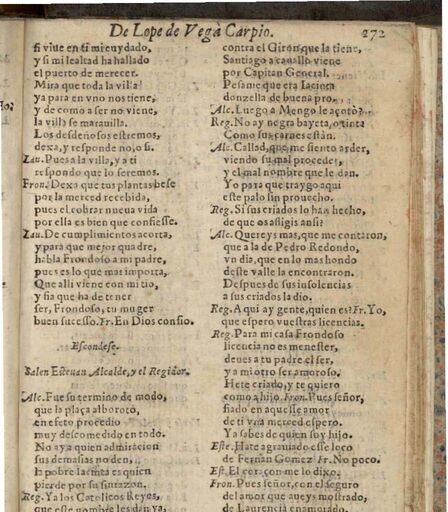 De Lope de Vega Carpio. 272
si viue en ti mi cuydado,
y si mi lealtad ha hallado
el puerto de merecer.
Mira que toda la villa
ya para en vno nos tiene,
y de como a ser no viene,
la villa se marauilla.
Los desdeñosos estremos,
dexa, y responde no, o si.
Lau. Pues a la villa, y a ti
respondo que lo seremos.
Fron. Dexa que tus plantas bese
por la merced recebida,
pues el cobrar nueua vida
por ella es bien que confiesse.
Lau. De cumplimientos acorta,
y para que mejor quadre,
habla Frondoso a mi padre,
pues es lo que mas importa,
Que alli viene con mi tio,
y fia que ha de tener
ser, Frondoso, tu muger
buen sucesso. Fr. En Dios confio.
Escondese.
Salen Esteuan Alcalde, y el Regidor.
Alc. Fue su termino de modo,
que la plaça alborotò,
en efeto procedio
muy descomedido en todo.
No ay a quien admiracion
sus demasias no den,
la pobre Iacinta es quien
pierde por su sinrazon.
Reg. Ya los Catolicos Reyes,
que este nombre les dan ya,
contra el Giron que la tiene,
Santiago a cauallo viene
por Capitan General.
Pesame que era Iacinta
donzella de buena pro.
Alc. Luego a Mengo le açotò?
Reg. No ay negra bayeta, o tinta
Como sus carnes estàn.
Alc. Callad, que me siento arder,
viendo su mal proceder,
y el mal nombre que le dan.
Yo para que traygo aqui
este palo sin prouecho.
Reg. Si sus criados lo han hecho,
de que os afligis ansi?
Alc. Quereys mas, que me contaron,
que a la de Pedro Redondo,
vn dia, que en lo mas hondo
deste valle la encontraron.
Despues de sus insolencias
a sus criados la dio.
Reg. A qui ay gente, quien es? Fr. Yo,
que espero vuestras licencias.
Reg. Para mi casa Frondoso
licencia no es menester,
deues a tu padre el ser,
y a mi otro ser amoroso.
Hete criado, y te quiero
como a hijo. Fron. Pues señor,
fiado en aquesse amor
de ti vna merced espero.
Ya sabes de quien soy hijo.
Este. Hate agrauiado esse loco
de Fernan Gomez? Fr. No poco.
Est. El coraçon me lo dixo.
Fron. Pues señor, con el seguro
del amor que aueys mostrado,
de Laurencia enamorado,